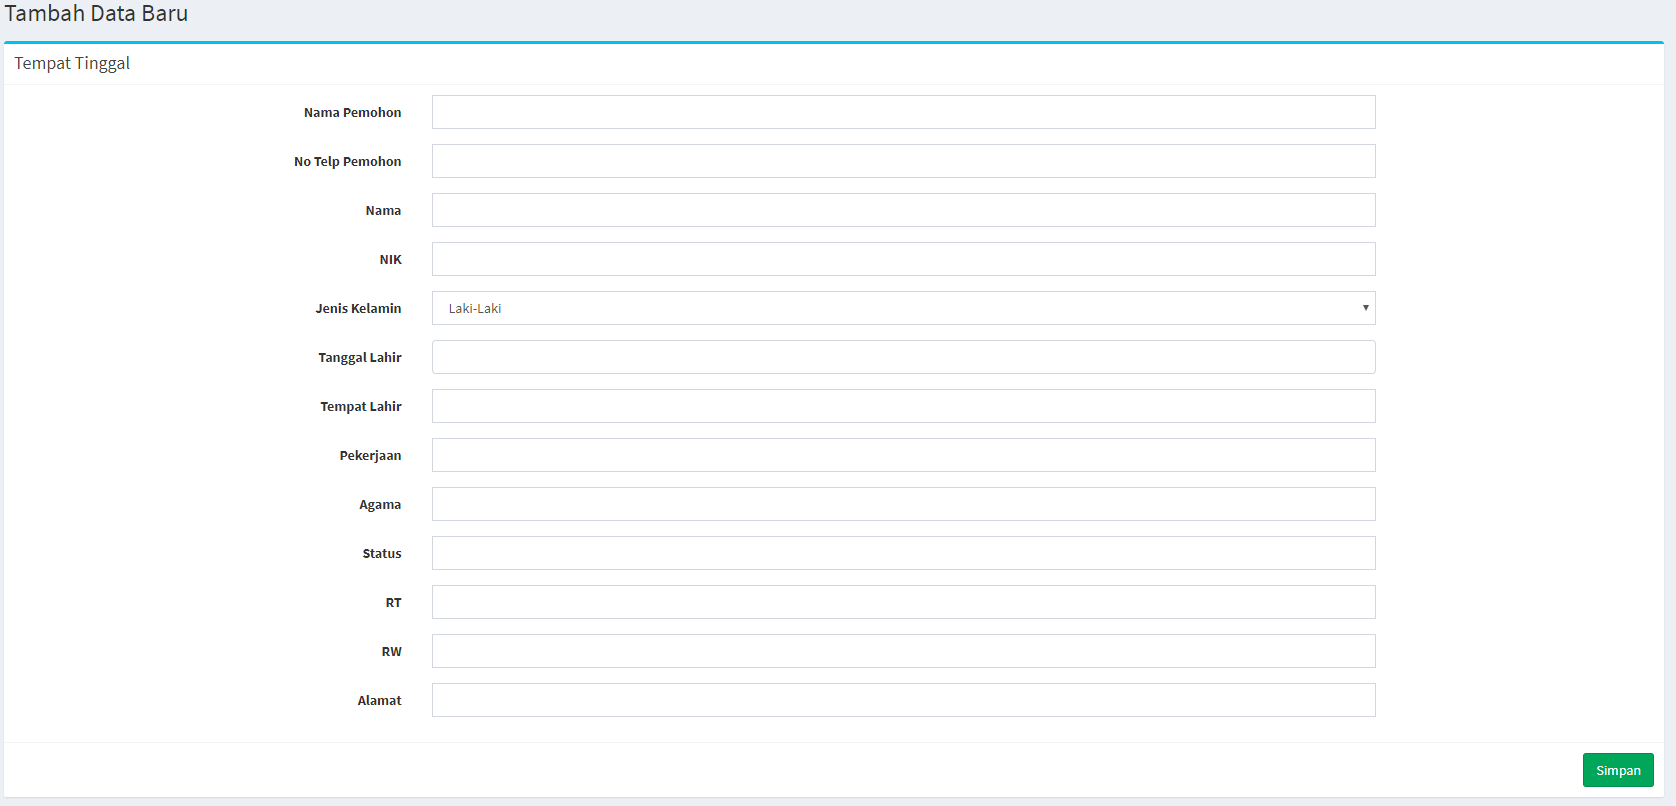 Tambah Data Baru
Tempat Tinggal
Nama Pemohon
No Telp Pemohon
Nama
NIK
Jenis Kelamin Laki-Laki
Tanggal Lahir
Tempat Lahir
Pekerjaan
Agama
Status
RT
RW
Alamat
Simpan